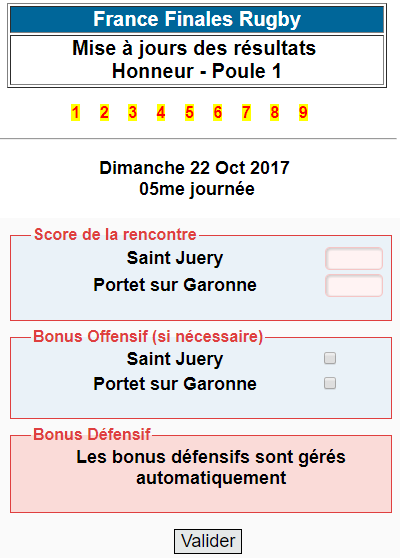 France Finales Rugby
Mise à jours des résultats
Honneur - Poule 1
1 2 3 4 5 6 7 8 9
Dimanche 22 Oct 2017
05me journée
Score de la rencontre
Saint Juery
Portet sur Garonne
Bonus Offensif (si nécessaire)
Saint Juery
Portet sur Garonne
Bonus Défensif
Les bonus défensifs sont gérés
automatiquement
Valider